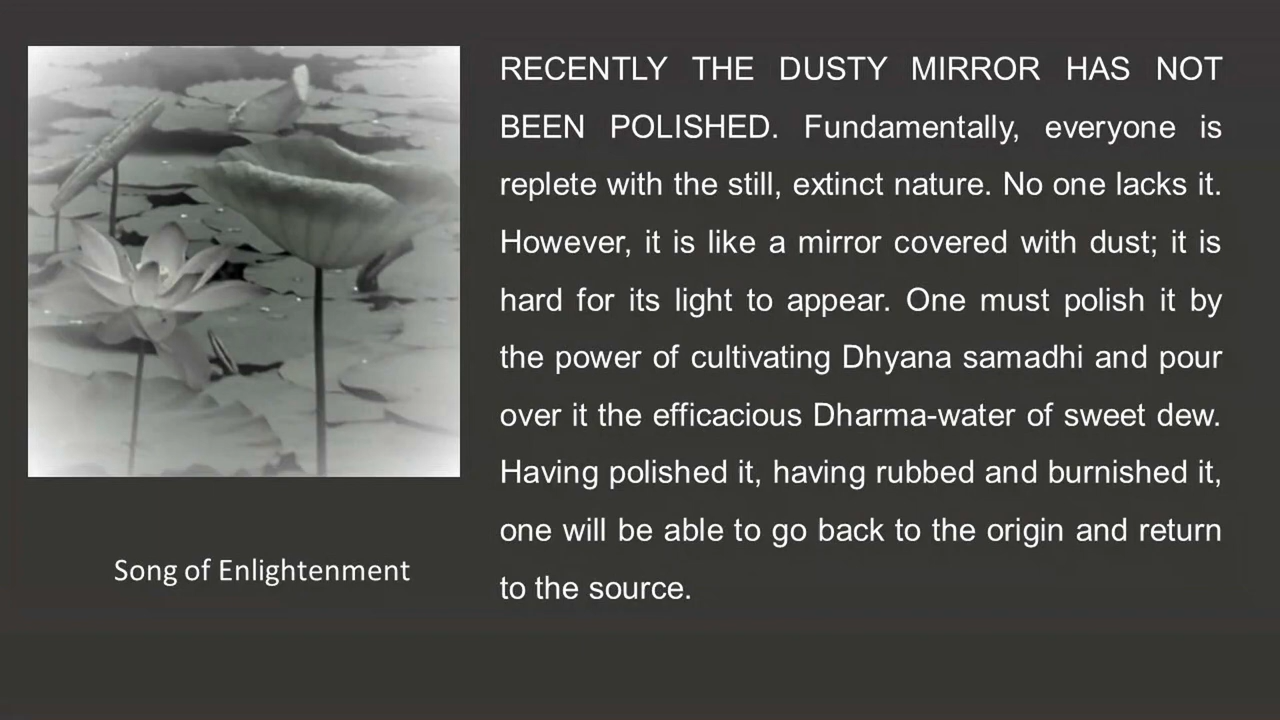 RECENTLY THE DUSTY MIRROR HAS NOT
BEEN POLISHED. Fundamentally, everyone is
replete with the still, extinct nature. No one lacks it.
However, it is like a mirror covered with dust; it is
hard for its light to appear. One must polish it by
the power of cultivating Dhyana samadhi and pour
over it the efficacious Dharma-water of sweet dew.
Having polished it, having rubbed and burnished it,
one will be able to go back to the origin and return
to the source.
Song of Enlightenment